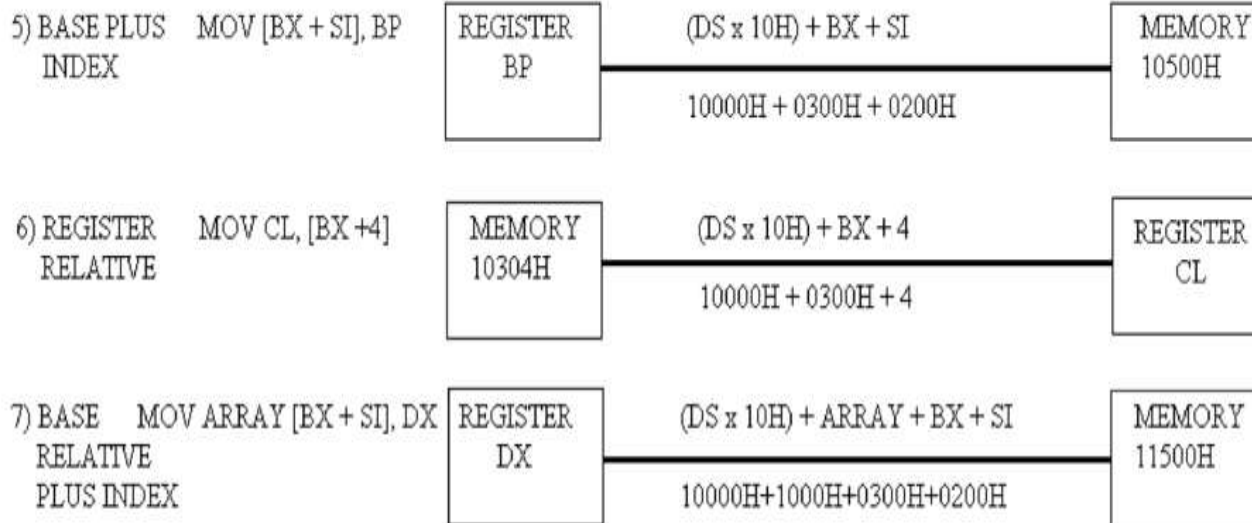 5) BASE PLUS MOV [BX + SI], BP
INDEX
REGISTER
BP
(DS x 10H) + BX + SI
10000H + 0300H + 0200H
MEMORY
10500H
6) REGISTER MOV CL, [BX +4]
RELATIVE
MEMORY
10304H
(DS x 10H) + BX + 4
10000H + 0300H + 4
REGISTER
CL
7) BASE MOV ARRAY [BX + SI], DX
RELATIVE
PLUS INDEX
REGISTER
DX
(DS x 10H) + ARRAY + BX + SI
10000H+1000H+0300H+0200H
MEMORY
11500H